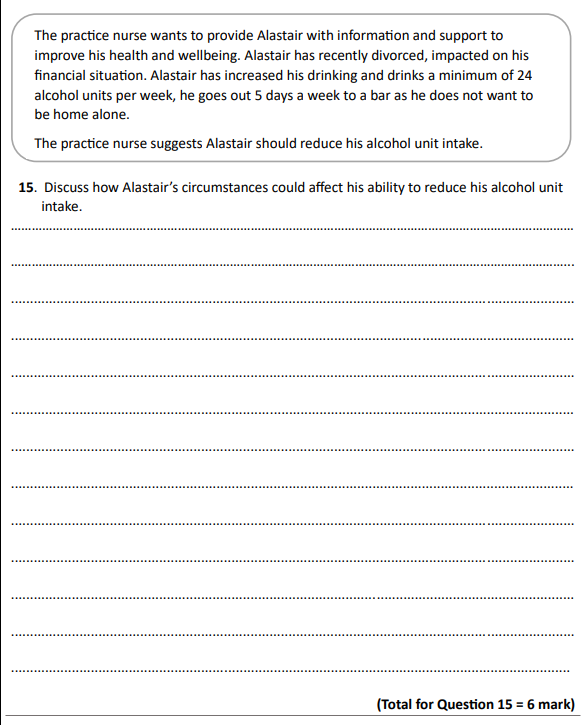 The practice nurse wants to provide Alastair with information and support to
improve his health and wellbeing. Alastair has recently divorced, impacted on his
financial situation. Alastair has increased his drinking and drinks a minimum of 24
alcohol units per week, he goes out 5 days a week to a bar as he does not want to
be home alone.
The practice nurse suggests Alastair should reduce his alcohol unit intake.
15. Discuss how Alastair’s circumstances could affect his ability to reduce his alcohol unit
intake.
(Total for Question 15 = 6 mark)